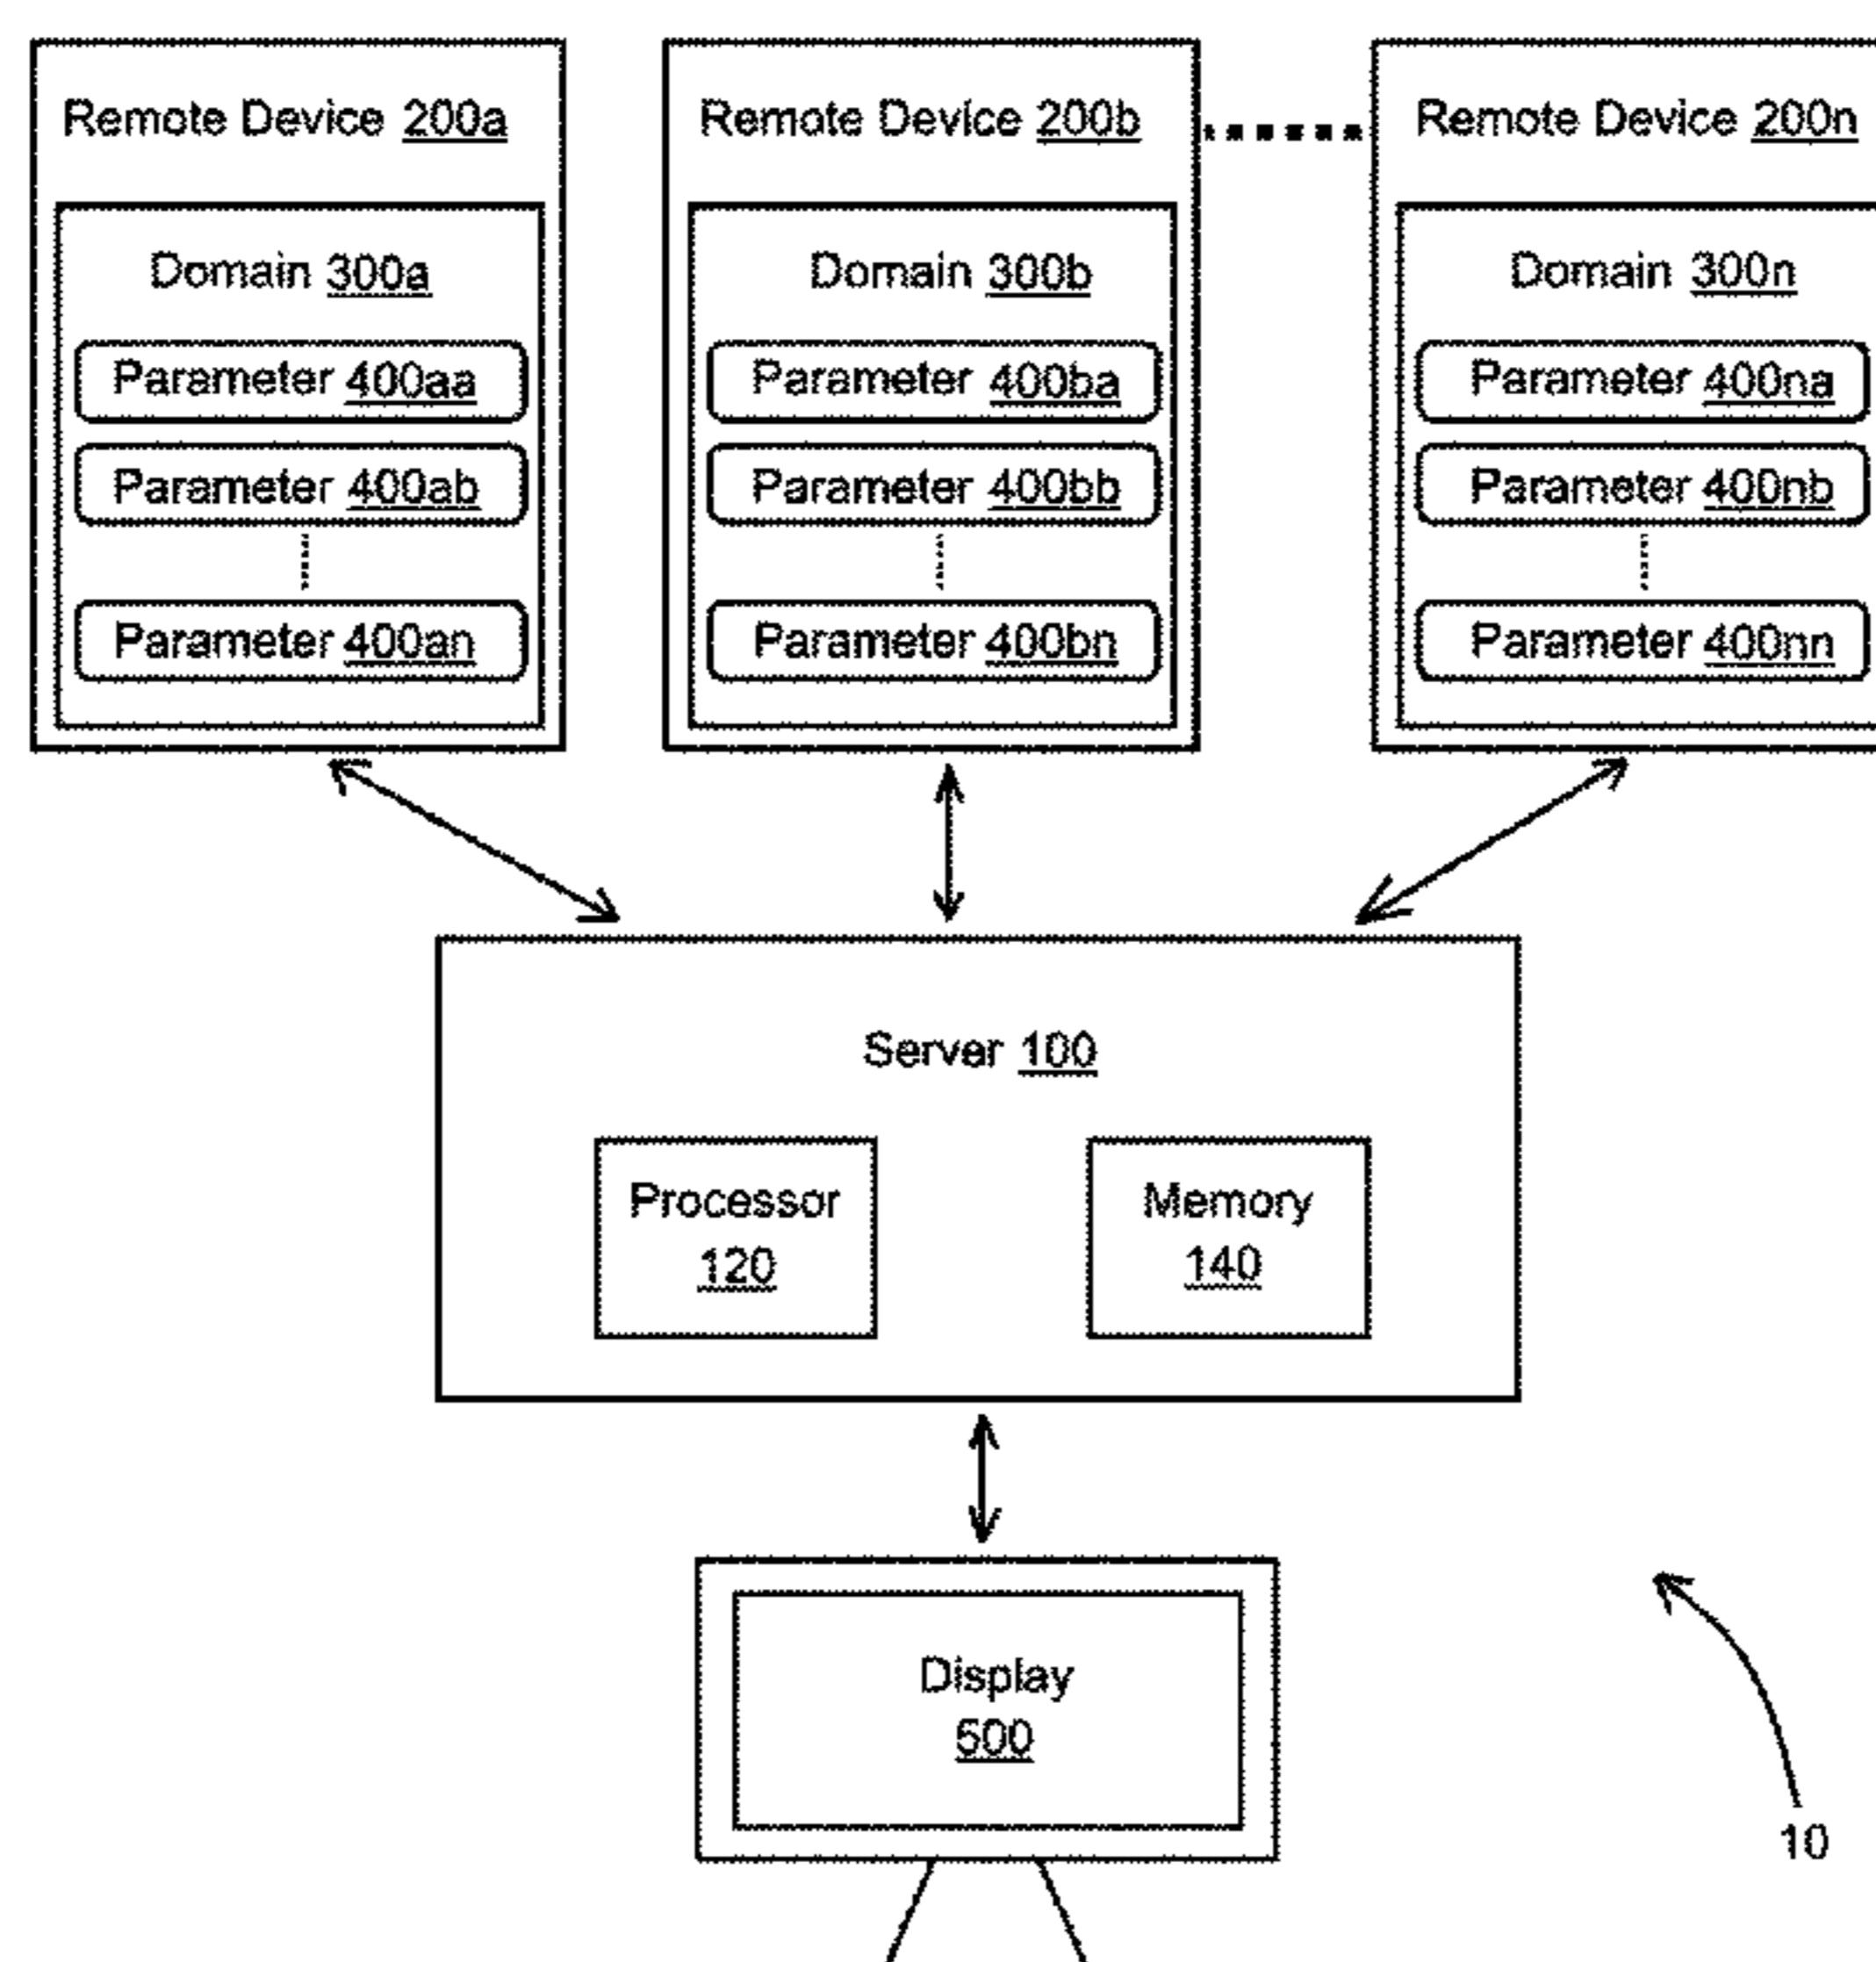 Remote Device 200a
Domain 300a
Parameter 400aa
Parameter 400ab
Parameter 400an
Remote Device 200b
Domain 300b
Parameter 400ba
Parameter 400bb
Parameter 400bn
Remote Device 200n
Domain 300n
Parameter 400na
Parameter 400nb
Parameter 400nn
Server 100
Processor
120
Memory
140
Display
500
10